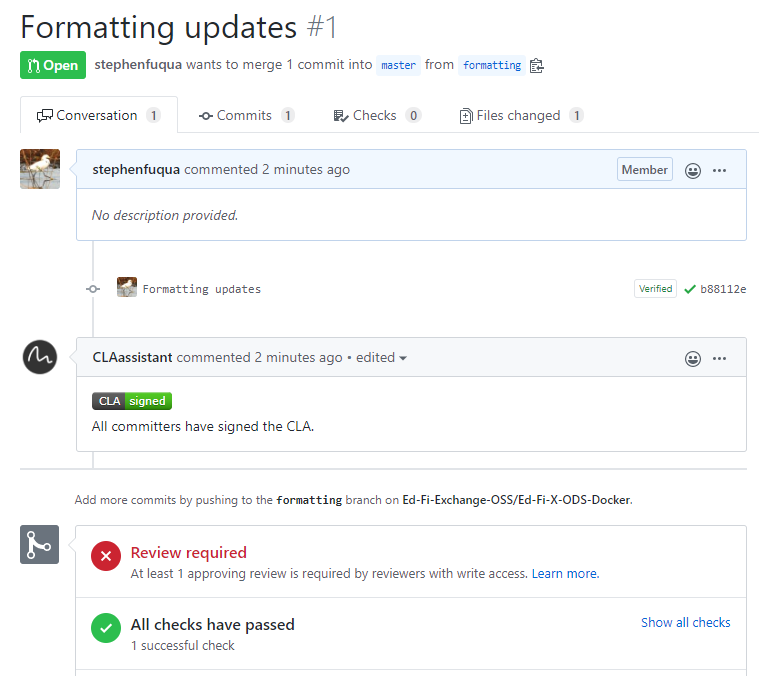 Formatting updates #1
Open stephenfuqua wants to merge 1 commit into master from formatting
Conversation 1 Commits 1 Checks 0 Files changed 1
stephenfuqua commented 2 minutes ago Member
No description provided.
Formatting updates Verified b88112e
CLAassistant commented 2 minutes ago • edited
CLA signed
All committers have signed the CLA.
Add more commits by pushing to the formatting branch on Ed-Fi-Exchange-OSS/Ed-Fi-X-ODS-Docker.
Review required
At least 1 approving review is required by reviewers with write access. Learn more.
All checks have passed Show all checks
1 successful check